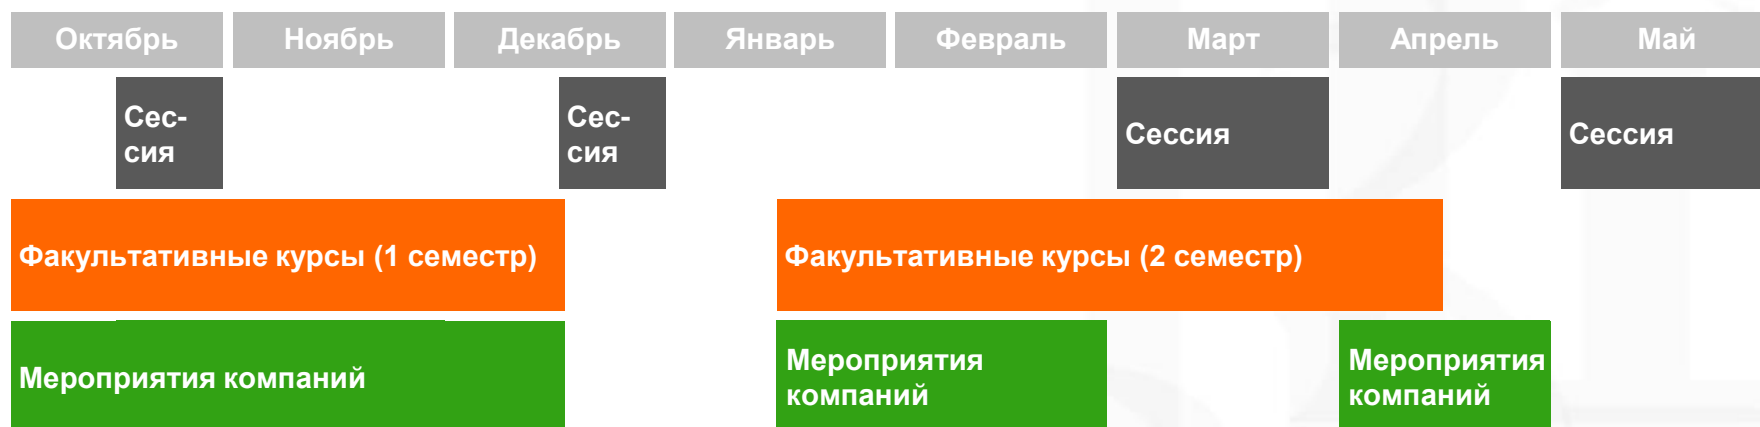 Октябрь Ноябрь Декабрь Январь Февраль Март Апрель Май
Сес-
сия
Сес-
сия
Сессия
Сессия
Факультативные курсы (1 семестр)
Факультативные курсы (2 семестр)
Мероприятия компаний
Мероприятия
компаний
Мероприятия
компаний